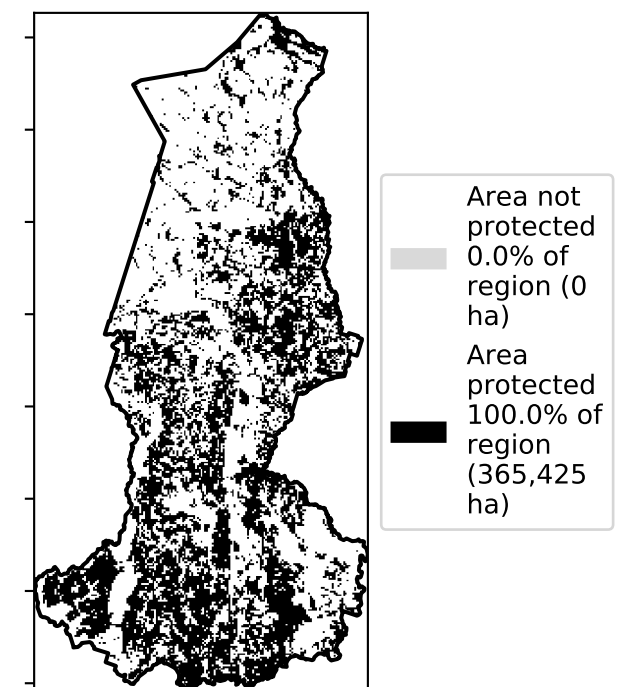 Area not
protected
0.0% of
region (0
ha)
Area
protected
100.0% of
region
(365,425
ha)